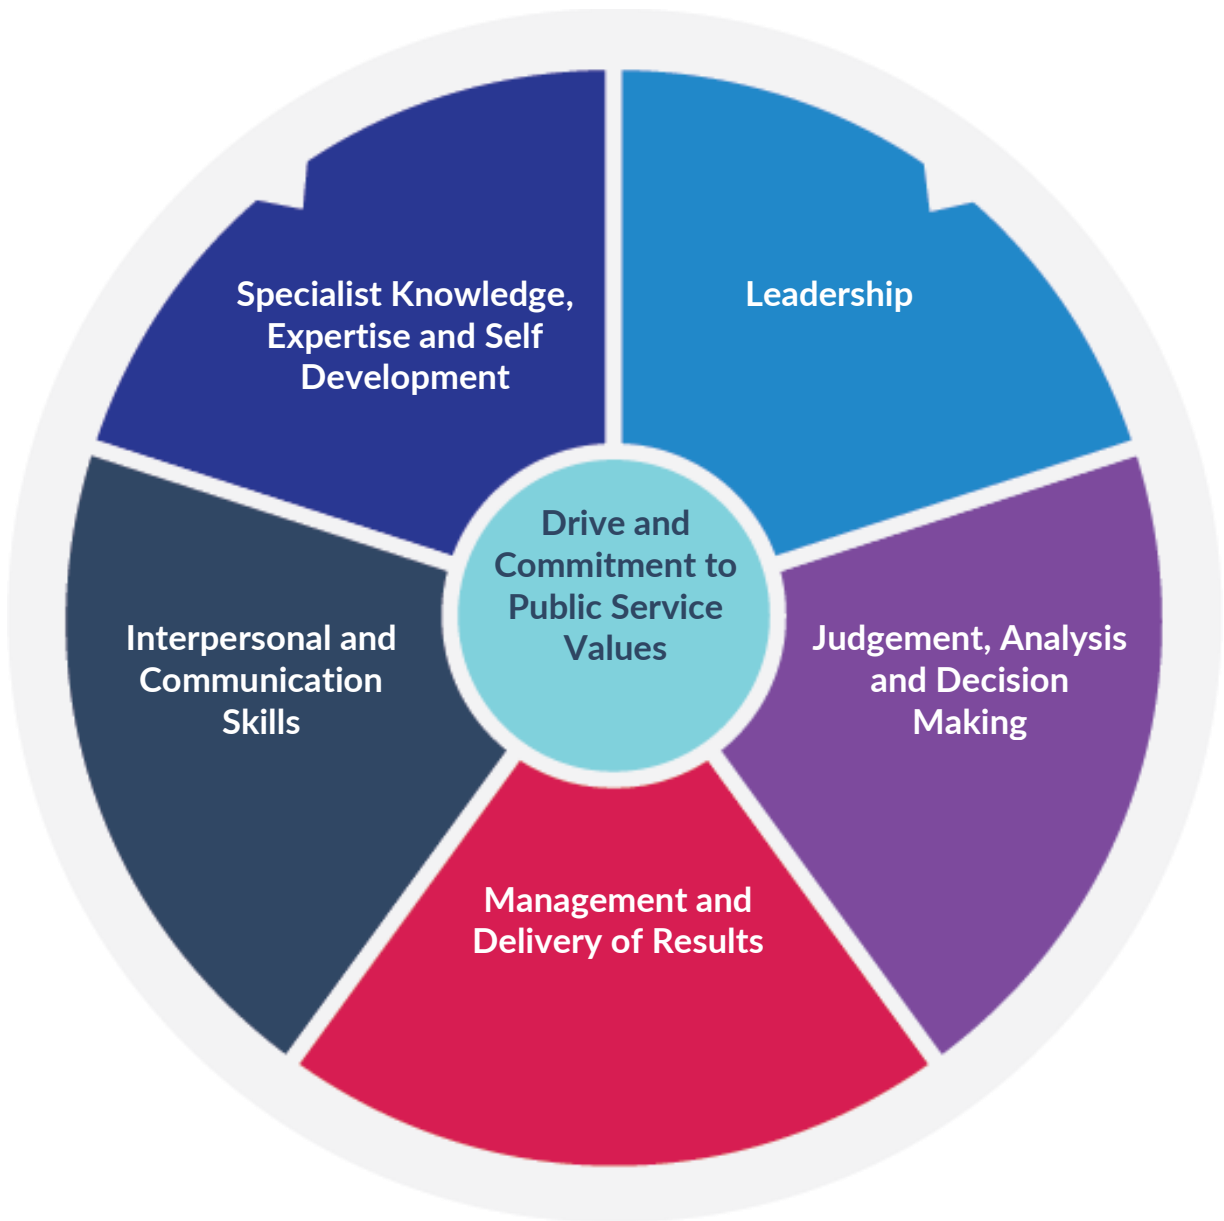 Specialist Knowledge,
Expertise and Self
Development
Leadership
Drive and
Commitment to
Public Service
Values
Interpersonal and
Communication
Skills
Judgement, Analysis
and Decision
Making
Management and
Delivery of Results